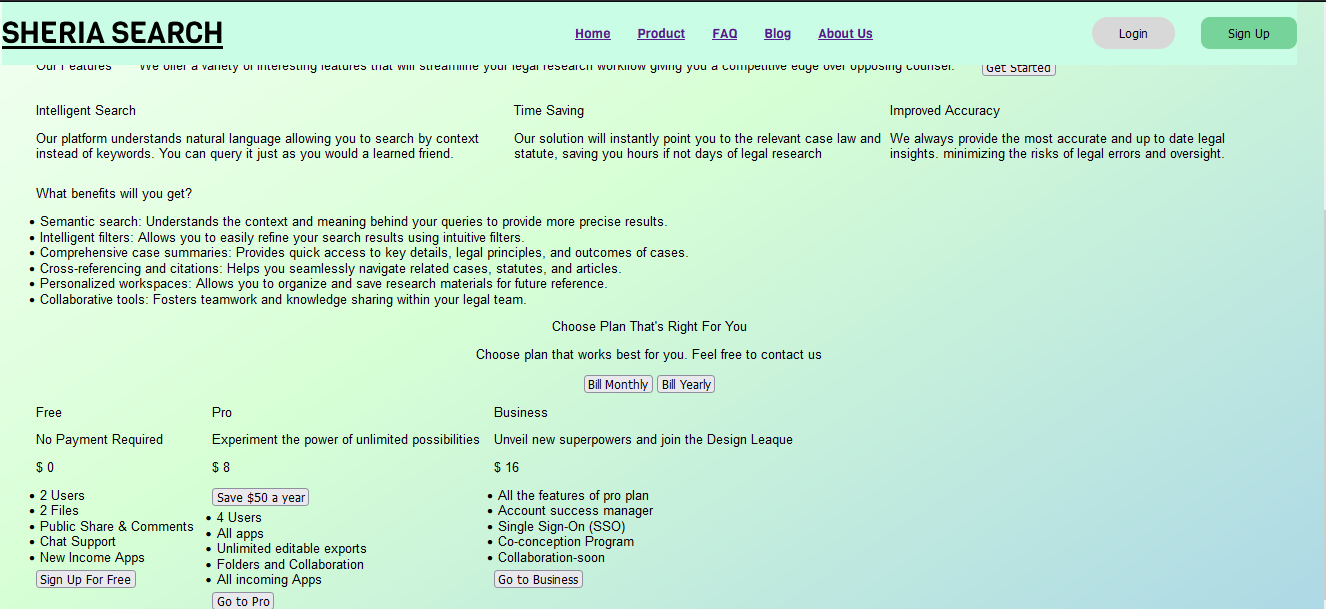 SHERIA SEARCH
Home Product FAQ Blog About Us
Login Sign Up
Our Features We offer a variety of interesting features that will streamline your legal research workflow giving you a competitive edge over opposing counsel. Get Started
Intelligent Search
Our platform understands natural language allowing you to search by context
instead of keywords. You can query it just as you would a learned friend.
Time Saving
Our solution will instantly point you to the relevant case law and
statute, saving you hours if not days of legal research
Improved Accuracy
We always provide the most accurate and up to date legal
insights. minimizing the risks of legal errors and oversight.
What benefits will you get?
• Semantic search: Understands the context and meaning behind your queries to provide more precise results.
• Intelligent filters: Allows you to easily refine your search results using intuitive filters.
• Comprehensive case summaries: Provides quick access to key details, legal principles, and outcomes of cases.
• Cross-referencing and citations: Helps you seamlessly navigate related cases, statutes, and articles.
• Personalized workspaces: Allows you to organize and save research materials for future reference.
• Collaborative tools: Fosters teamwork and knowledge sharing within your legal team.
Choose Plan That's Right For You
Choose plan that works best for you. Feel free to contact us
Bill Monthly Bill Yearly
Free
No Payment Required
$ 0
• 2 Users
• 2 Files
• Public Share & Comments
• Chat Support
• New Income Apps
Sign Up For Free
Pro
Experiment the power of unlimited possibilities
$ 8
Save $50 a year
• 4 Users
• All apps
• Unlimited editable exports
• Folders and Collaboration
• All incoming Apps
Go to Pro
Business
Unveil new superpowers and join the Design Leaque
$ 16
• All the features of pro plan
• Account success manager
• Single Sign-On (SSO)
• Co-conception Program
• Collaboration-soon
Go to Business